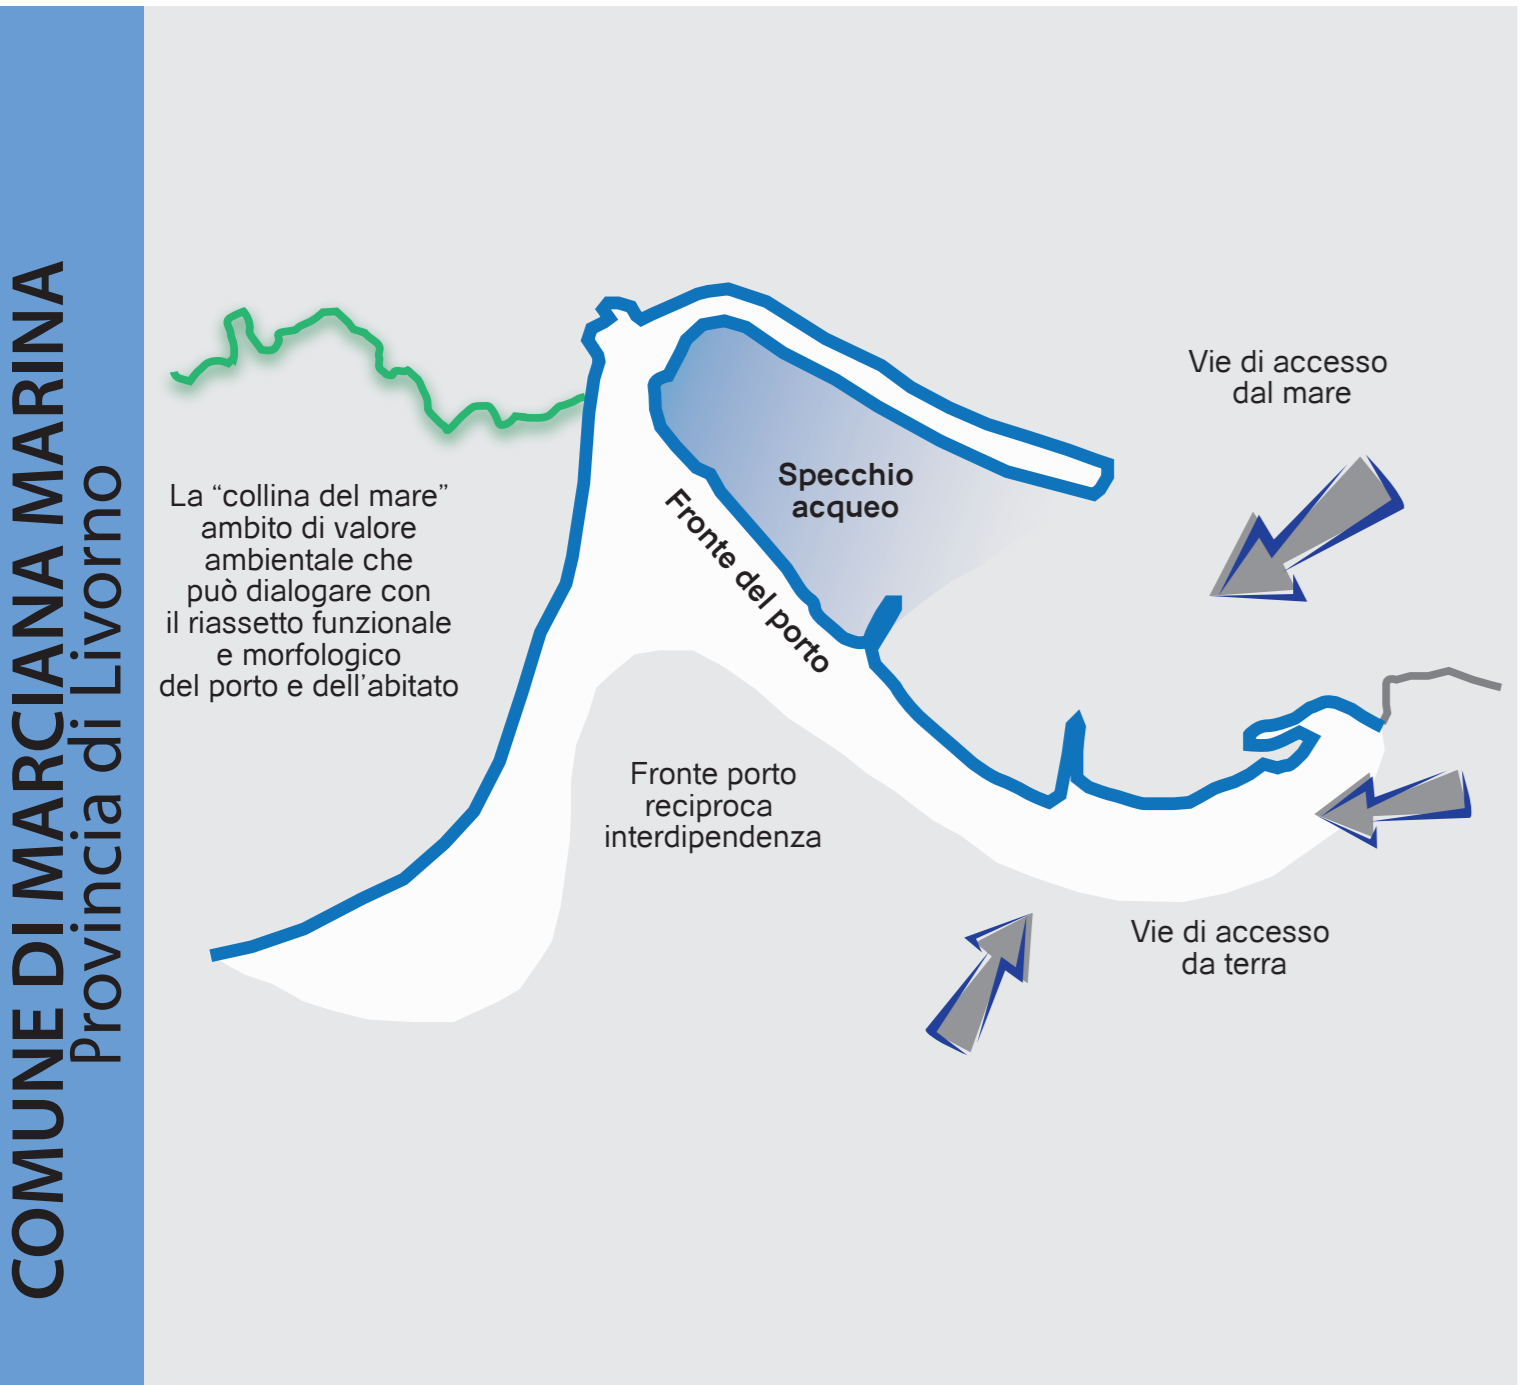 COMUNE DI MARCIANA MARINA
Provincia di Livorno
La “collina del mare”
ambito di valore
ambientale che
può dialogare con
il riassetto funzionale
e morfologico
del porto e dell’abitato
Specchio
acqueo
Fronte del porto
Vie di accesso
dal mare
Fronte porto
reciproca
interdipendenza
Vie di accesso
da terra